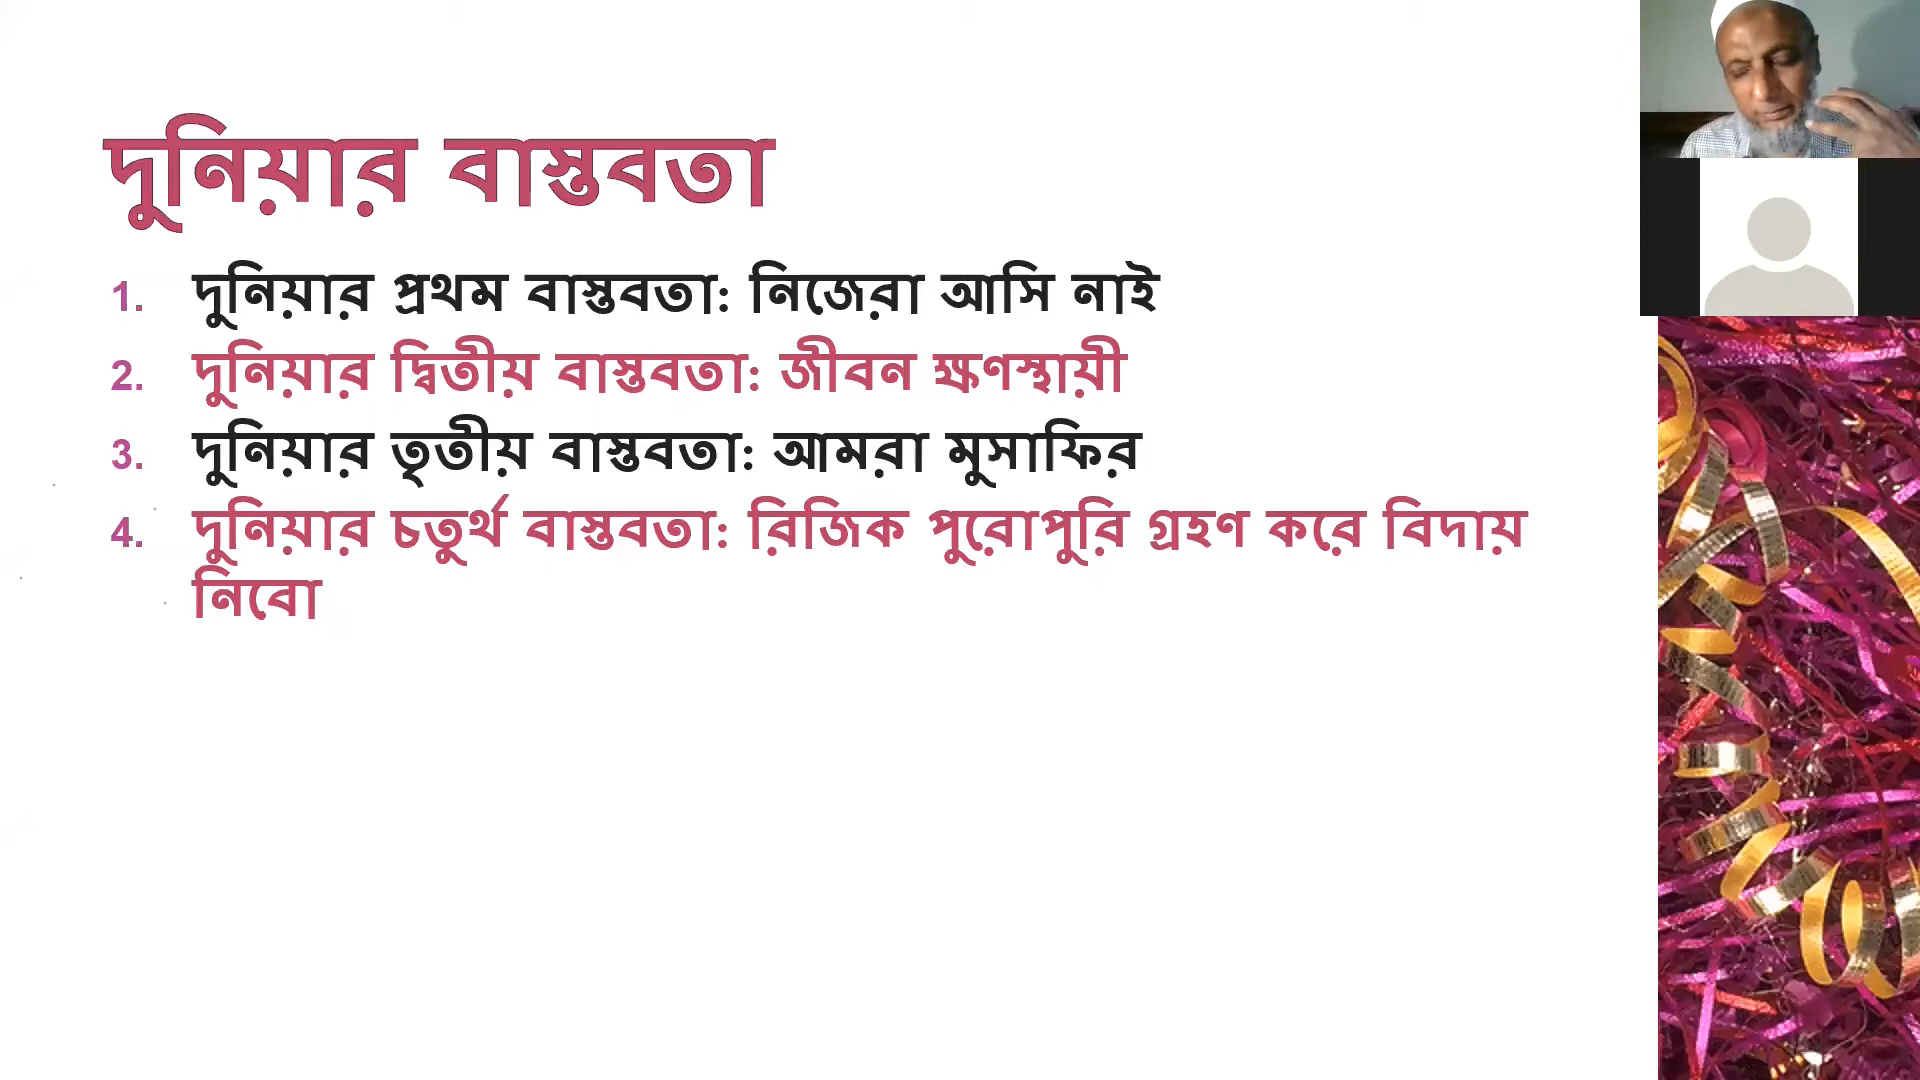 দুনিয়ার বাস্তবতা
1. দুনিয়ার প্রথম বাস্তবতা: নিজেরা আসি নাই
2. দুনিয়ার দ্বিতীয় বাস্তবতা: জীবন ক্ষণস্থায়ী
3. দুনিয়ার তৃতীয় বাস্তবতা: আমরা মুসাফির
4. দুনিয়ার চতুর্থ বাস্তবতা: রিজিক পুরোপুরি গ্রহণ করে বিদায়
নিবো